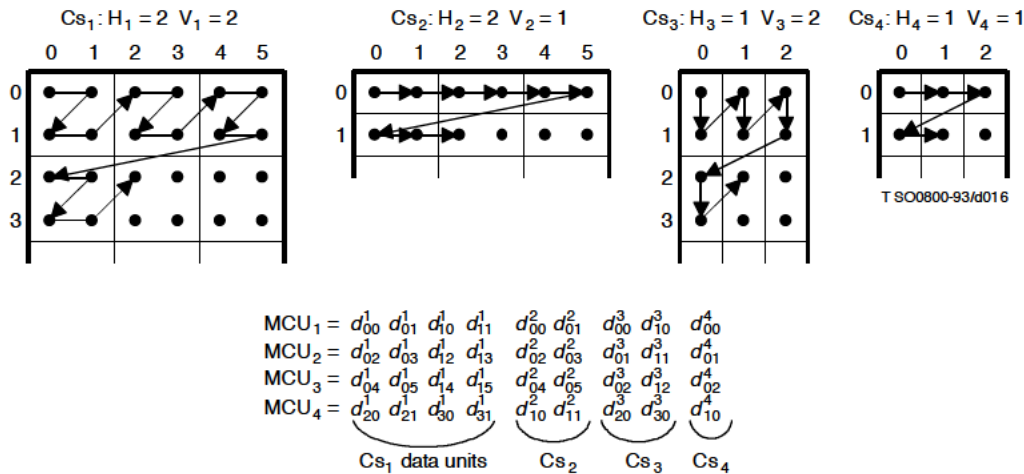 Cs₁: H₁ = 2 V₁ = 2 Cs₂: H₂ = 2 V₂ = 1 Cs₃: H₃ = 1 V₃ = 2 Cs₄: H₄ = 1 V₄ = 1
0 1 2 3 4 5 0 1 2 3 4 5 0 1 2 0 1 2
0 0 0 0
1 1 1 1
2 2
T SO0800-93/d016
3 3
MCU₁ = d¹₀₀ d¹₀₁ d¹₁₀ d¹₁₁ d²₀₀ d²₀₁ d³₀₀ d³₁₀ d⁴₀₀
MCU₂ = d¹₀₂ d¹₀₃ d¹₁₂ d¹₁₃ d²₀₂ d²₀₃ d³₀₁ d³₁₁ d⁴₀₁
MCU₃ = d¹₀₄ d¹₀₅ d¹₁₄ d¹₁₅ d²₀₄ d²₀₅ d³₀₂ d³₁₂ d⁴₀₂
MCU₄ = d¹₂₀ d¹₂₁ d¹₃₀ d¹₃₁ d²₁₀ d²₁₁ d³₂₀ d³₃₀ d⁴₁₀
Cs₁ data units Cs₂ Cs₃ Cs₄